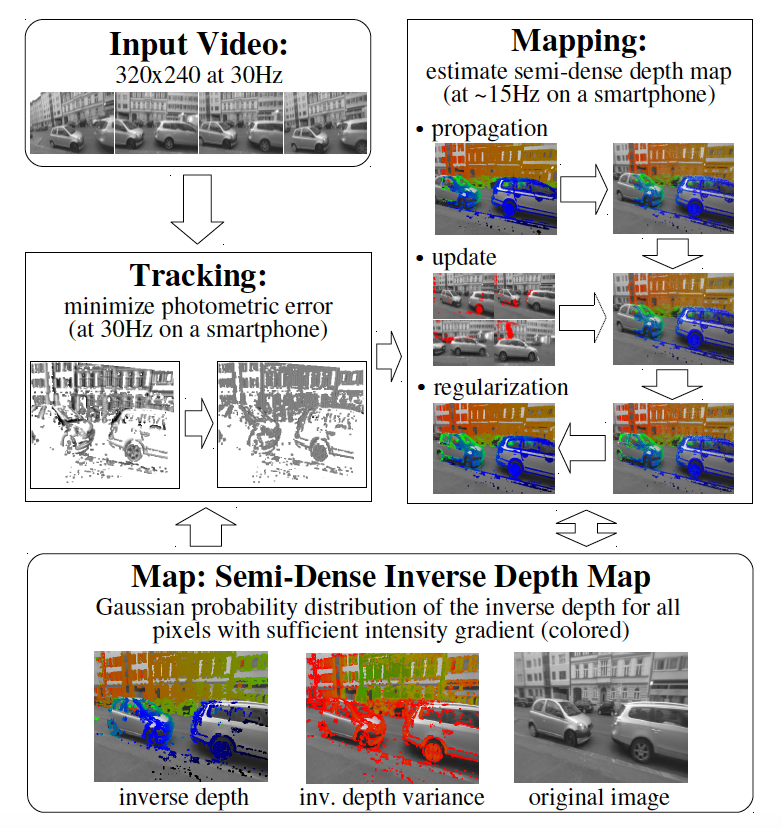 Input Video:
320x240 at 30Hz
Tracking:
minimize photometric error
(at 30Hz on a smartphone)
Mapping:
estimate semi-dense depth map
(at ~15Hz on a smartphone)
• propagation
• update
• regularization
Map: Semi-Dense Inverse Depth Map
Gaussian probability distribution of the inverse depth for all
pixels with sufficient intensity gradient (colored)
inverse depth
inv. depth variance
original image